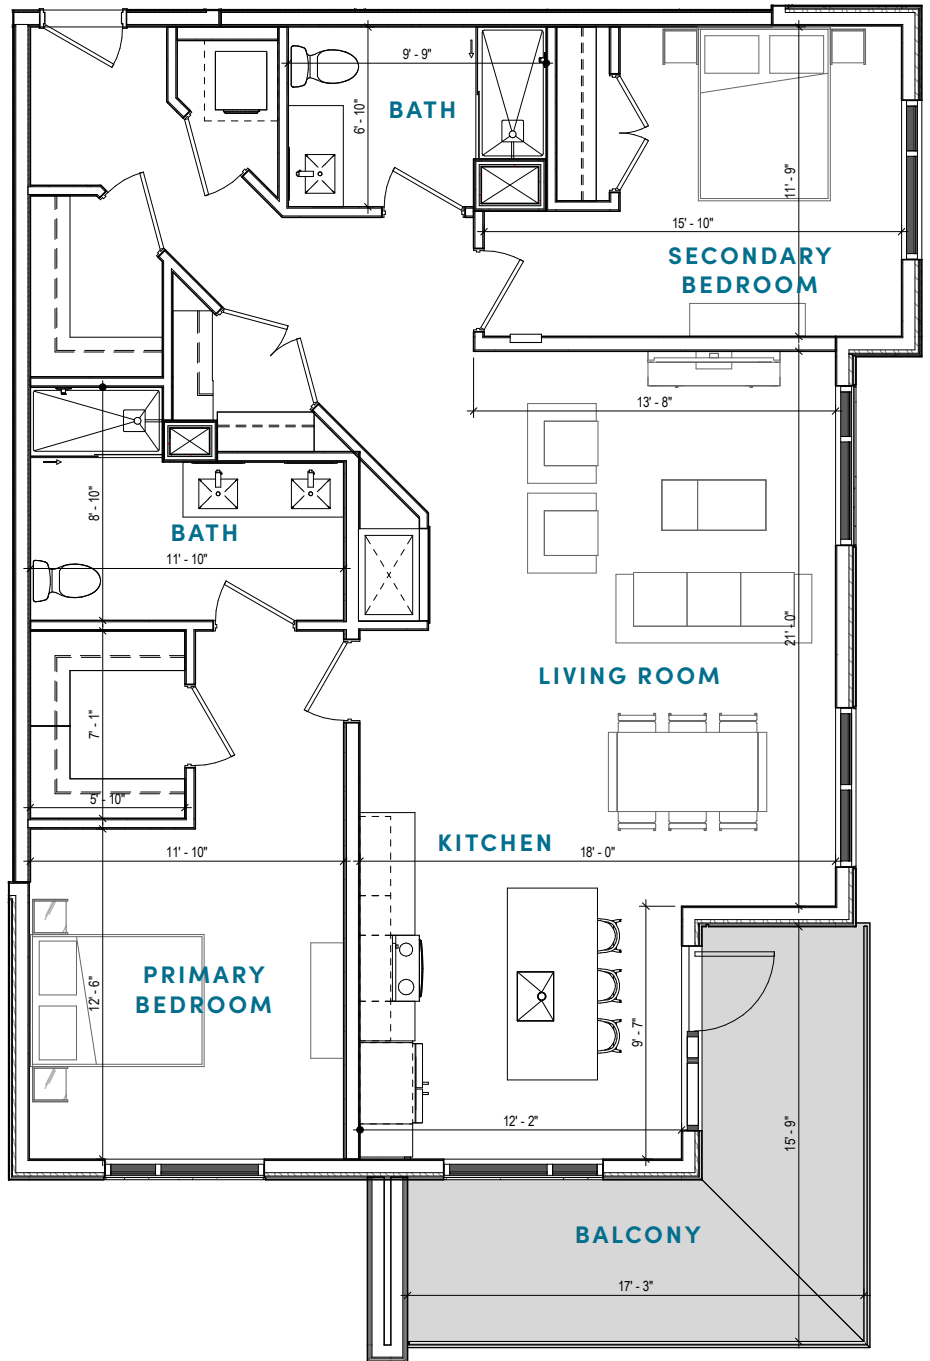 9' - 9"
BATH
6' - 10"
11' - 9"
15' - 10"
SECONDARY
BEDROOM
13' - 8"
8' - 10"
BATH
11' - 10"
21' - 0"
LIVING ROOM
7' - 1"
5' - 10"
KITCHEN
11' - 10"
18' - 0"
PRIMARY
BEDROOM
12' - 6"
9' - 7"
12' - 2"
15' - 9"
BALCONY
17' - 3"